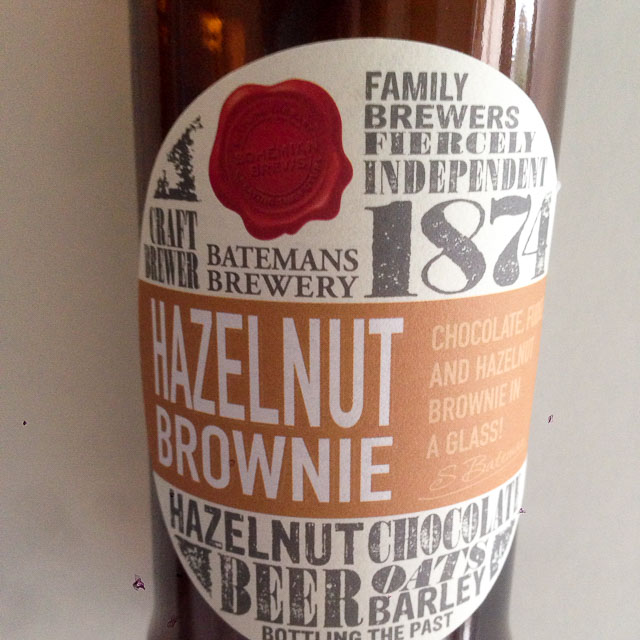 FAMILY
BREWERS
FIERCELY
INDEPENDENT
1874
CRAFT
BREWER
BATEMANS
BREWERY
HAZELNUT
BROWNIE
CHOCOLATE
AND HAZELNUT
BROWNIE IN
A GLASS!
HAZELNUT
BEER
CHOCOLATE
OATS
BARLEY
BOTTLING THE PAST